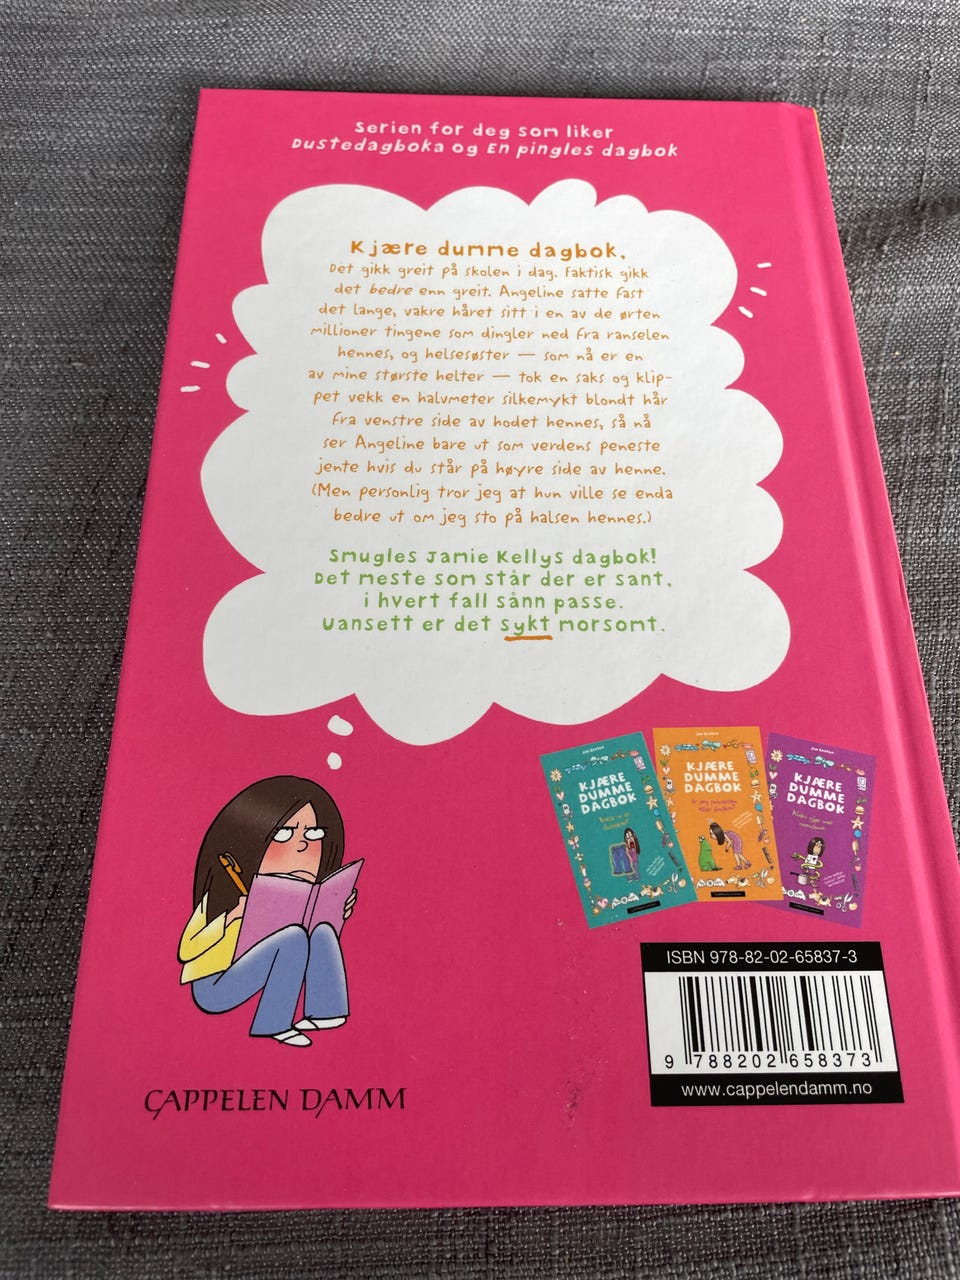 Serien for deg som liker
Dustedagboka og En pingles dagbok
Kjære dumme dagbok,
Det gikk greit på skolen i dag. Faktisk gikk
det bedre enn greit. Angeline satte fast
det lange, vakre håret sitt i en av de ørten
millioner tingene som dingler ned fra ranselen
hennes, og helsesøster — som nå er en
av mine største helter — tok en saks og klip-
pet vekk en halvmeter silkemykt blondt hår
fra venstre side av hodet hennes, så nå
ser Angeline bare ut som verdens peneste
jente hvis du står på høyre side av henne.
(Men personlig tror jeg at hun ville se enda
bedre ut om jeg sto på halsen hennes.)
Smugles Jamie Kellys dagbok!
Det meste som står der er sant,
i hvert fall sånn passe.
Uansett er det sykt morsomt.
KJÆRE
DUMME
DAGBOK
KJÆRE
DUMME
DAGBOK
Er jeg prinsessen
eller frosken?
KJÆRE
DUMME
DAGBOK
ISBN 978-82-02-65837-3
9 788202 658373
www.cappelendamm.no
CAPPELEN DAMM